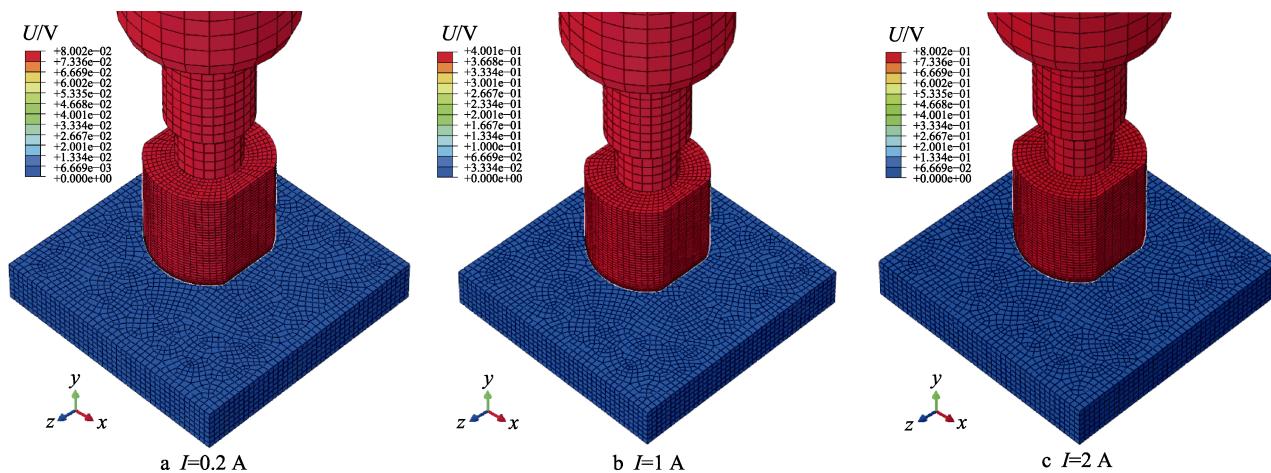 U/V
+8.002e−02
+7.336e−02
+6.669e−02
+6.002e−02
+5.335e−02
+4.668e−02
+4.001e−02
+3.334e−02
+2.667e−02
+2.001e−02
+1.334e−02
+6.669e−03
+0.000e+00
y
z
x
a I=0.2 A
U/V
+4.001e−01
+3.668e−01
+3.334e−01
+3.001e−01
+2.667e−01
+2.334e−01
+2.001e−01
+1.667e−01
+1.334e−01
+1.000e−01
+6.669e−02
+3.334e−02
+0.000e+00
y
z
x
b I=1 A
U/V
+8.002e−01
+7.336e−01
+6.669e−01
+6.002e−01
+5.335e−01
+4.668e−01
+4.001e−01
+3.334e−01
+2.667e−01
+2.001e−01
+1.334e−01
+6.669e−02
+0.000e+00
y
z
x
c I=2 A